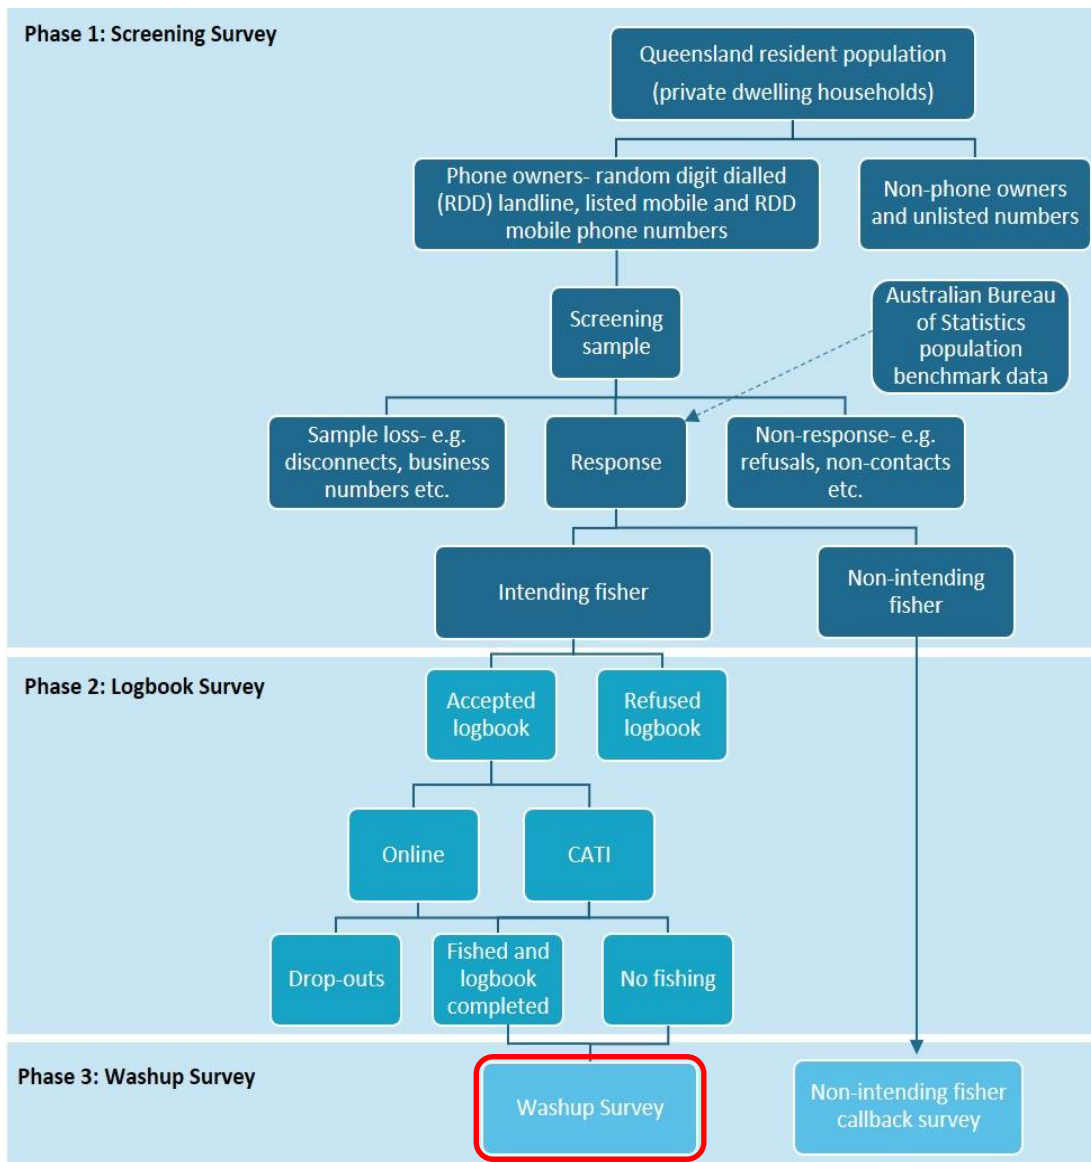 Phase 1: Screening Survey
Queensland resident population
(private dwelling households)
Phone owners- random digit dialled
(RDD) landline, listed mobile and RDD
mobile phone numbers
Non-phone owners
and unlisted numbers
Screening
sample
Australian Bureau
of Statistics
population
benchmark data
Sample loss- e.g.
disconnects, business
numbers etc.
Response
Non-response- e.g.
refusals, non-contacts
etc.
Intending fisher
Non-intending
fisher
Phase 2: Logbook Survey
Accepted
logbook
Refused
logbook
Online
CATI
Drop-outs
Fished and
logbook
completed
No fishing
Phase 3: Washup Survey
Washup Survey
Non-intending fisher
callback survey